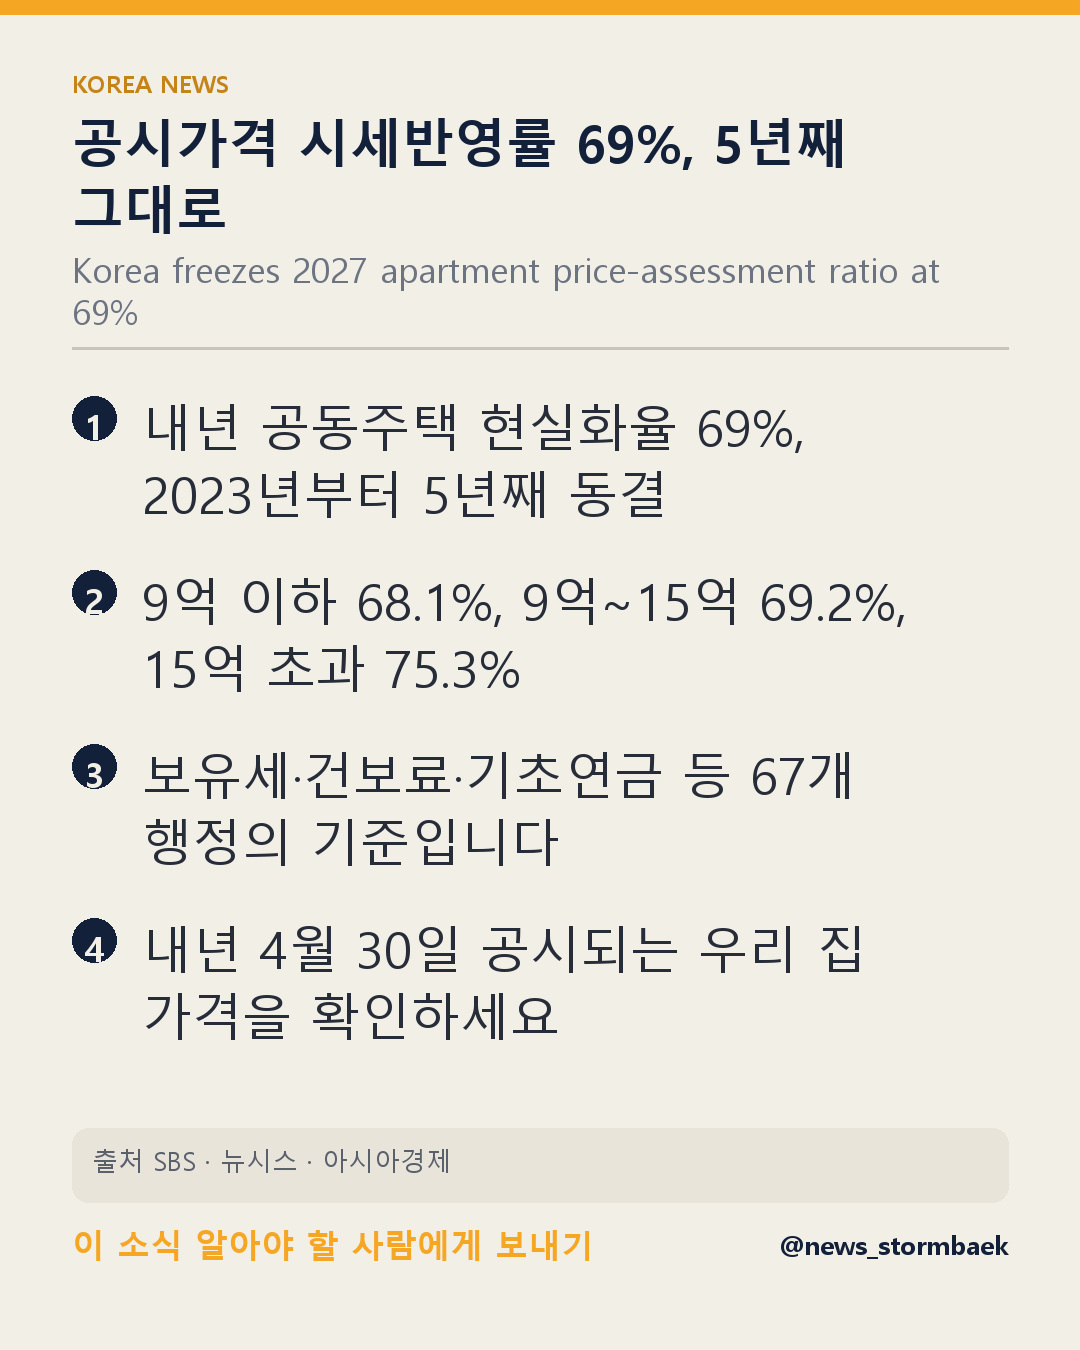 KOREA NEWS
공시가격 시세반영률 69%, 5년째
그대로
Korea freezes 2027 apartment price-assessment ratio at
69%
1 내년 공동주택 현실화율 69%,
2023년부터 5년째 동결
2 9억 이하 68.1%, 9억~15억 69.2%,
15억 초과 75.3%
3 보유세·건보료·기초연금 등 67개
행정의 기준입니다
4 내년 4월 30일 공시되는 우리 집
가격을 확인하세요
출처 SBS · 뉴시스 · 아시아경제
이 소식 알아야 할 사람에게 보내기
@news_stormbaek